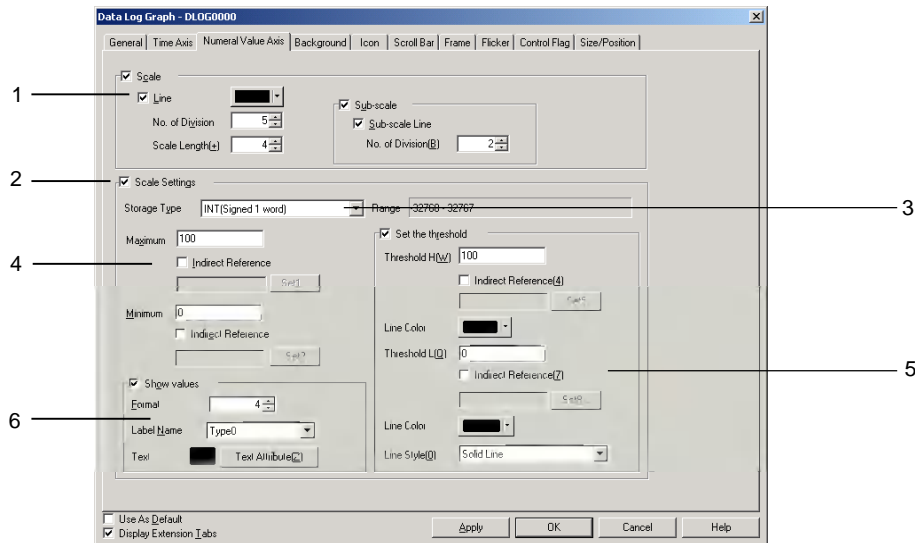 Data Log Graph - DLOG0000
General Time Axis Numeral Value Axis Background Icon Scroll Bar Frame Flicker Control Flag Size/Position
Scale
1
Line
Sub-scale
No. of Division 5
Sub-scale Line
Scale Length(+) 4
No. of Division(B) 2
2
Scale Settings
Storage Type INT(Signed 1 word) Range -32768 - 32767
3
Maximum 100
Set the threshold
Threshold H(W) 100
4
Indirect Reference
Indirect Reference(4)
Set1
Minimum 0
Line Color
Indirect Reference
Threshold L(Q) 0
Set2
Indirect Reference(7)
5
Show values
Format 4
6
Label Name Type0
Line Color
Text Text Attribute(Z)
Line Style(0) Solid Line
Use As Default
Display Extension Tabs
Apply OK Cancel Help